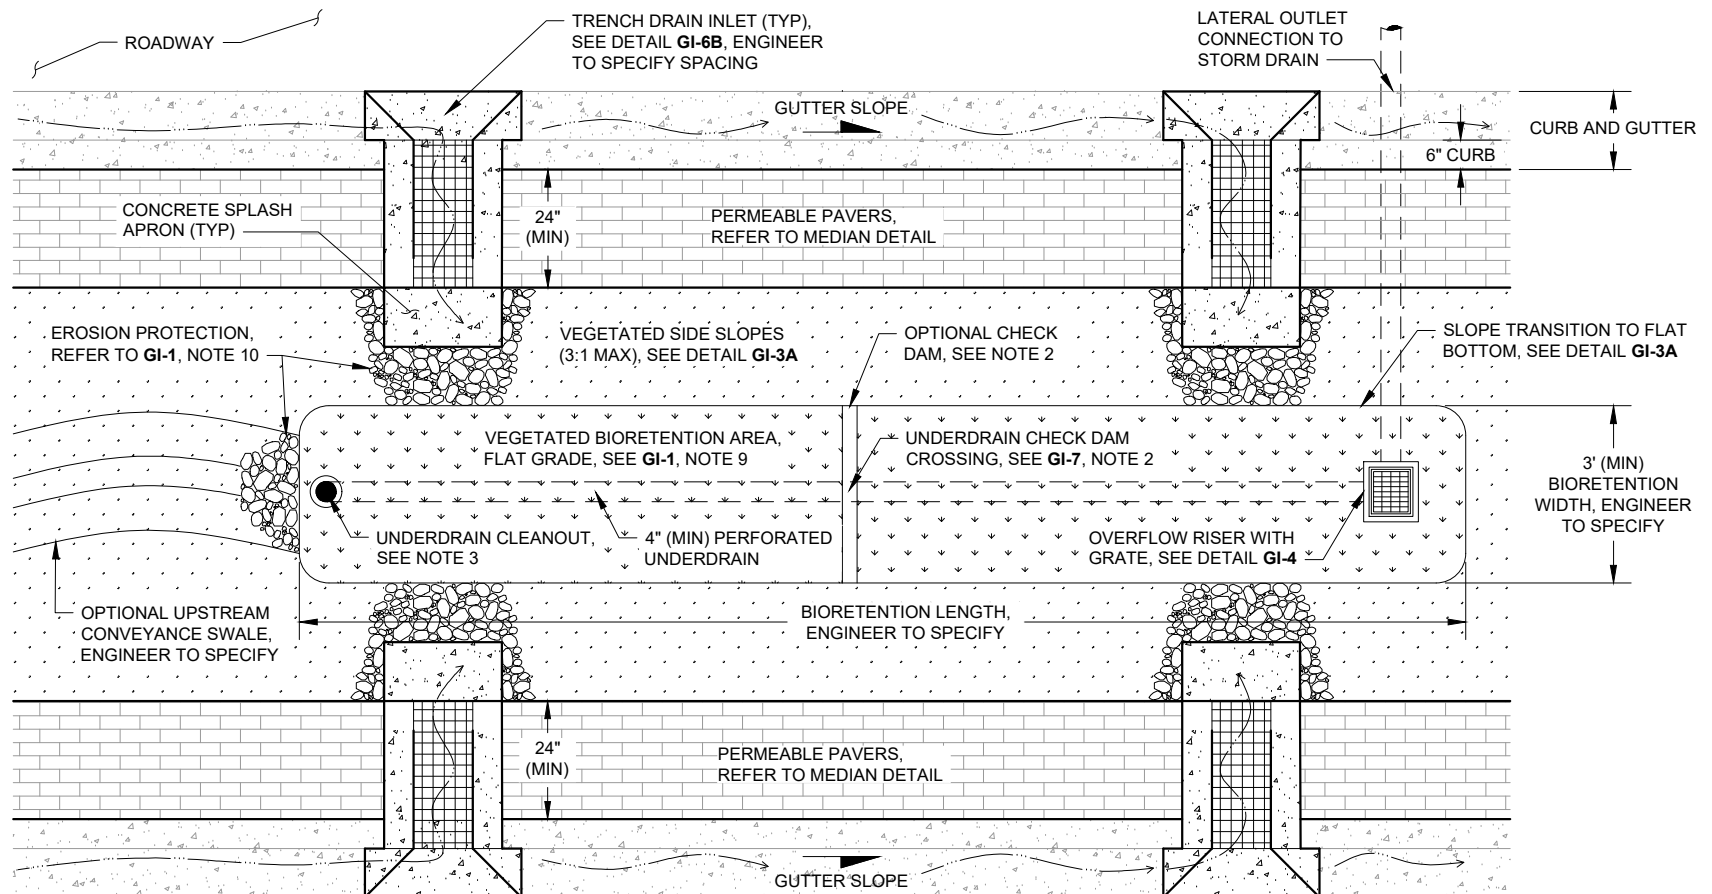 ROADWAY
TRENCH DRAIN INLET (TYP),
SEE DETAIL GI-6B, ENGINEER
TO SPECIFY SPACING
LATERAL OUTLET
CONNECTION TO
STORM DRAIN
GUTTER SLOPE
CURB AND GUTTER
6" CURB
CONCRETE SPLASH
APRON (TYP)
24"
(MIN)
PERMEABLE PAVERS,
REFER TO MEDIAN DETAIL
EROSION PROTECTION,
REFER TO GI-1, NOTE 10
VEGETATED SIDE SLOPES
(3:1 MAX), SEE DETAIL GI-3A
OPTIONAL CHECK
DAM, SEE NOTE 2
SLOPE TRANSITION TO FLAT
BOTTOM, SEE DETAIL GI-3A
VEGETATED BIORETENTION AREA,
FLAT GRADE, SEE GI-1, NOTE 9
UNDERDRAIN CHECK DAM
CROSSING, SEE GI-7, NOTE 2
3' (MIN)
BIORETENTION
WIDTH, ENGINEER
TO SPECIFY
UNDERDRAIN CLEANOUT,
SEE NOTE 3
4" (MIN) PERFORATED
UNDERDRAIN
OVERFLOW RISER WITH
GRATE, SEE DETAIL GI-4
OPTIONAL UPSTREAM
CONVEYANCE SWALE,
ENGINEER TO SPECIFY
BIORETENTION LENGTH,
ENGINEER TO SPECIFY
24"
(MIN)
PERMEABLE PAVERS,
REFER TO MEDIAN DETAIL
GUTTER SLOPE